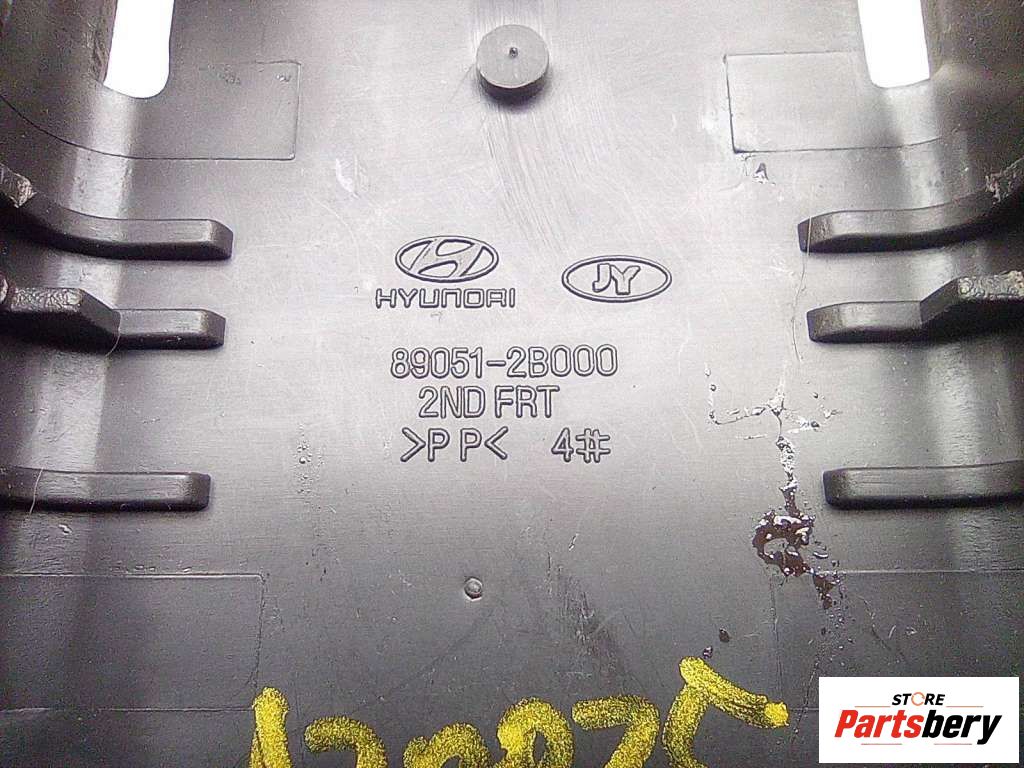 JY
HYUNDAI
89051-2B000
2ND FRT
>PP< 4#
STORE
Partsbery